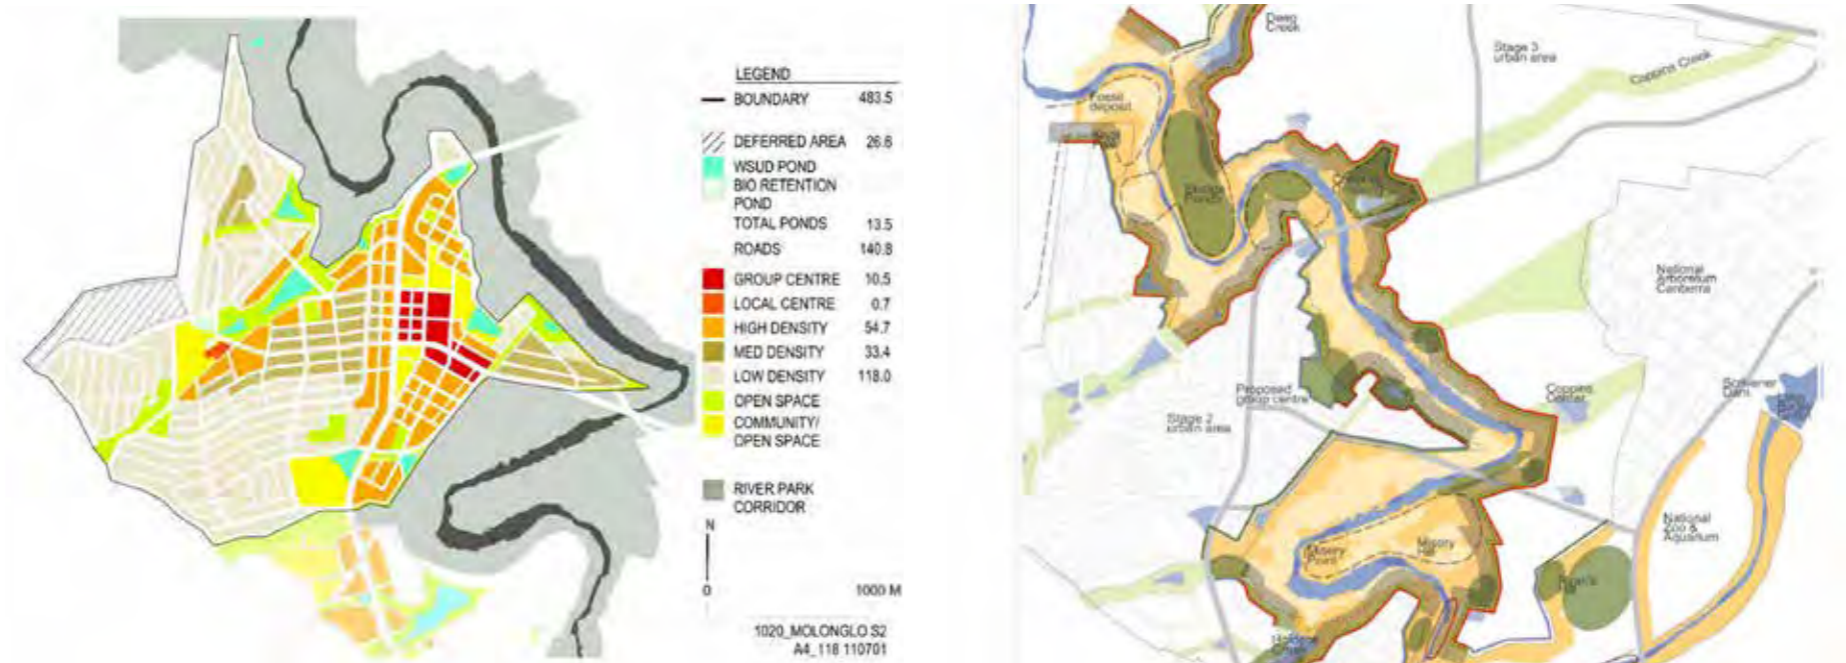 LEGEND
BOUNDARY 483.5
DEFERRED AREA 26.6
WSUD POND
BIO RETENTION
POND
TOTAL PONDS 13.5
ROADS 140.8
GROUP CENTRE 10.5
LOCAL CENTRE 0.7
HIGH DENSITY 54.7
MED DENSITY 33.4
LOW DENSITY 118.0
OPEN SPACE
COMMUNITY/
OPEN SPACE
RIVER PARK
CORRIDOR
N
0 1000 M
1020_MOLONGLO S2
A4_118 110701
Deep
Creek
Stage 3
urban area
Coppins Creek
Fossil
deposit
Sludge
Ponds
National
Arboretum
Canberra
Proposed
group centre
Stage 2
urban area
Coppins
Scrivener
Dam
National
Zoo &
Aquarium
Misery
Point
Misery
Hill